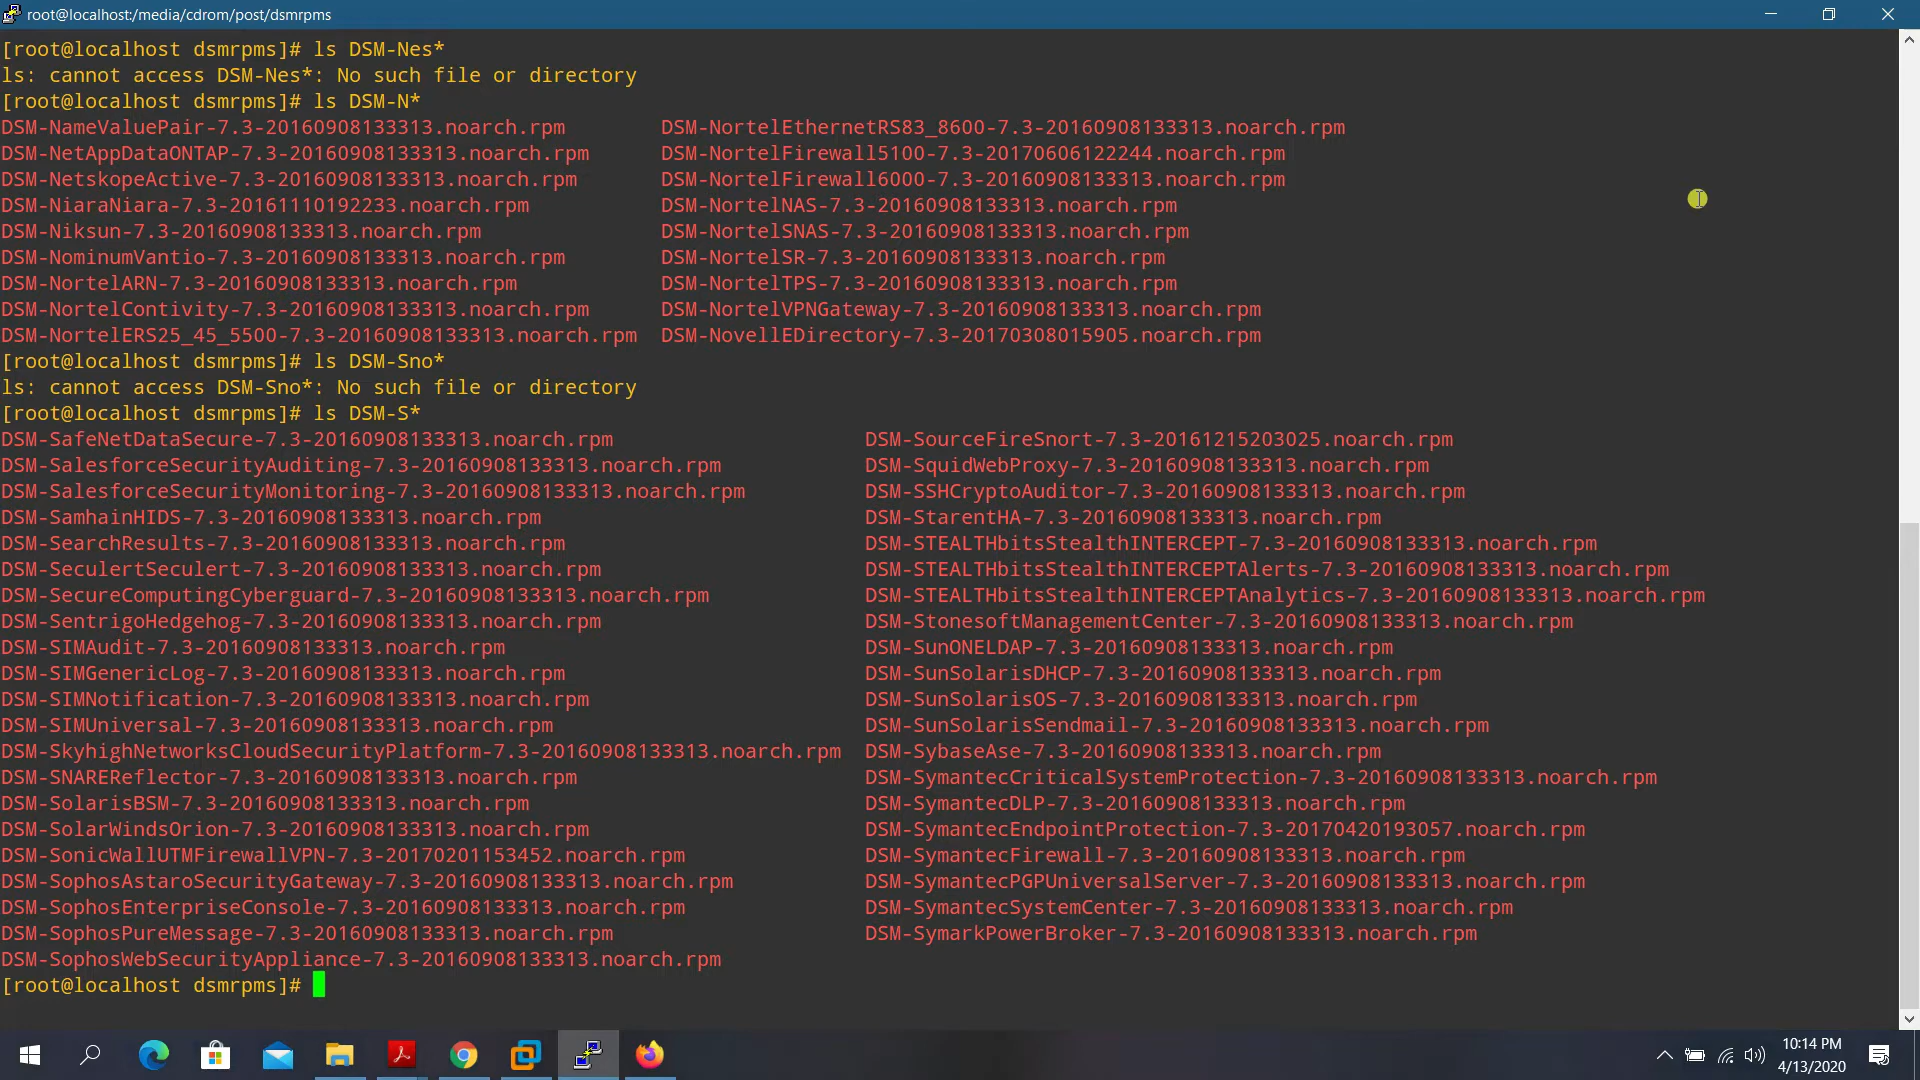 root@localhost:/media/cdrom/post/dsmrpms
[root@localhost dsmrpms]# ls DSM-Nes*
ls: cannot access DSM-Nes*: No such file or directory
[root@localhost dsmrpms]# ls DSM-N*
DSM-NameValuePair-7.3-20160908133313.noarch.rpm DSM-NortelEthernetRS83_8600-7.3-20160908133313.noarch.rpm
DSM-NetAppDataONTAP-7.3-20160908133313.noarch.rpm DSM-NortelFirewall5100-7.3-20170606122244.noarch.rpm
DSM-NetskopeActive-7.3-20160908133313.noarch.rpm DSM-NortelFirewall6000-7.3-20160908133313.noarch.rpm
DSM-NiaraNiara-7.3-20161110192233.noarch.rpm DSM-NortelNAS-7.3-20160908133313.noarch.rpm
DSM-Niksun-7.3-20160908133313.noarch.rpm DSM-NortelSNAS-7.3-20160908133313.noarch.rpm
DSM-NominumVantio-7.3-20160908133313.noarch.rpm DSM-NortelSR-7.3-20160908133313.noarch.rpm
DSM-NortelARN-7.3-20160908133313.noarch.rpm DSM-NortelTPS-7.3-20160908133313.noarch.rpm
DSM-NortelContivity-7.3-20160908133313.noarch.rpm DSM-NortelVPNGateway-7.3-20160908133313.noarch.rpm
DSM-NortelERS25_45_5500-7.3-20160908133313.noarch.rpm DSM-NovellEDirectory-7.3-20170308015905.noarch.rpm
[root@localhost dsmrpms]# ls DSM-Sno*
ls: cannot access DSM-Sno*: No such file or directory
[root@localhost dsmrpms]# ls DSM-S*
DSM-SafeNetDataSecure-7.3-20160908133313.noarch.rpm DSM-SourceFireSnort-7.3-20161215203025.noarch.rpm
DSM-SalesforceSecurityAuditing-7.3-20160908133313.noarch.rpm DSM-SquidWebProxy-7.3-20160908133313.noarch.rpm
DSM-SalesforceSecurityMonitoring-7.3-20160908133313.noarch.rpm DSM-SSHCryptoAuditor-7.3-20160908133313.noarch.rpm
DSM-SamhainHIDS-7.3-20160908133313.noarch.rpm DSM-StarentHA-7.3-20160908133313.noarch.rpm
DSM-SearchResults-7.3-20160908133313.noarch.rpm DSM-STEALTHbitsStealthINTERCEPT-7.3-20160908133313.noarch.rpm
DSM-SeculertSeculert-7.3-20160908133313.noarch.rpm DSM-STEALTHbitsStealthINTERCEPTAlerts-7.3-20160908133313.noarch.rpm
DSM-SecureComputingCyberguard-7.3-20160908133313.noarch.rpm DSM-STEALTHbitsStealthINTERCEPTAnalytics-7.3-20160908133313.noarch.rpm
DSM-SentrigoHedgehog-7.3-20160908133313.noarch.rpm DSM-StonesoftManagementCenter-7.3-20160908133313.noarch.rpm
DSM-SIMAudit-7.3-20160908133313.noarch.rpm DSM-SunONELDAP-7.3-20160908133313.noarch.rpm
DSM-SIMGenericLog-7.3-20160908133313.noarch.rpm DSM-SunSolarisDHCP-7.3-20160908133313.noarch.rpm
DSM-SIMNotification-7.3-20160908133313.noarch.rpm DSM-SunSolarisOS-7.3-20160908133313.noarch.rpm
DSM-SIMUniversal-7.3-20160908133313.noarch.rpm DSM-SunSolarisSendmail-7.3-20160908133313.noarch.rpm
DSM-SkyhighNetworksCloudSecurityPlatform-7.3-20160908133313.noarch.rpm DSM-SybaseAse-7.3-20160908133313.noarch.rpm
DSM-SNAREReflector-7.3-20160908133313.noarch.rpm DSM-SymantecCriticalSystemProtection-7.3-20160908133313.noarch.rpm
DSM-SolarisBSM-7.3-20160908133313.noarch.rpm DSM-SymantecDLP-7.3-20160908133313.noarch.rpm
DSM-SolarWindsOrion-7.3-20160908133313.noarch.rpm DSM-SymantecEndpointProtection-7.3-20170420193057.noarch.rpm
DSM-SonicWallUTMFirewallVPN-7.3-20170201153452.noarch.rpm DSM-SymantecFirewall-7.3-20160908133313.noarch.rpm
DSM-SophosAstaroSecurityGateway-7.3-20160908133313.noarch.rpm DSM-SymantecPGPUniversalServer-7.3-20160908133313.noarch.rpm
DSM-SophosEnterpriseConsole-7.3-20160908133313.noarch.rpm DSM-SymantecSystemCenter-7.3-20160908133313.noarch.rpm
DSM-SophosPureMessage-7.3-20160908133313.noarch.rpm DSM-SymarkPowerBroker-7.3-20160908133313.noarch.rpm
DSM-SophosWebSecurityAppliance-7.3-20160908133313.noarch.rpm
[root@localhost dsmrpms]#
10:14 PM
4/13/2020